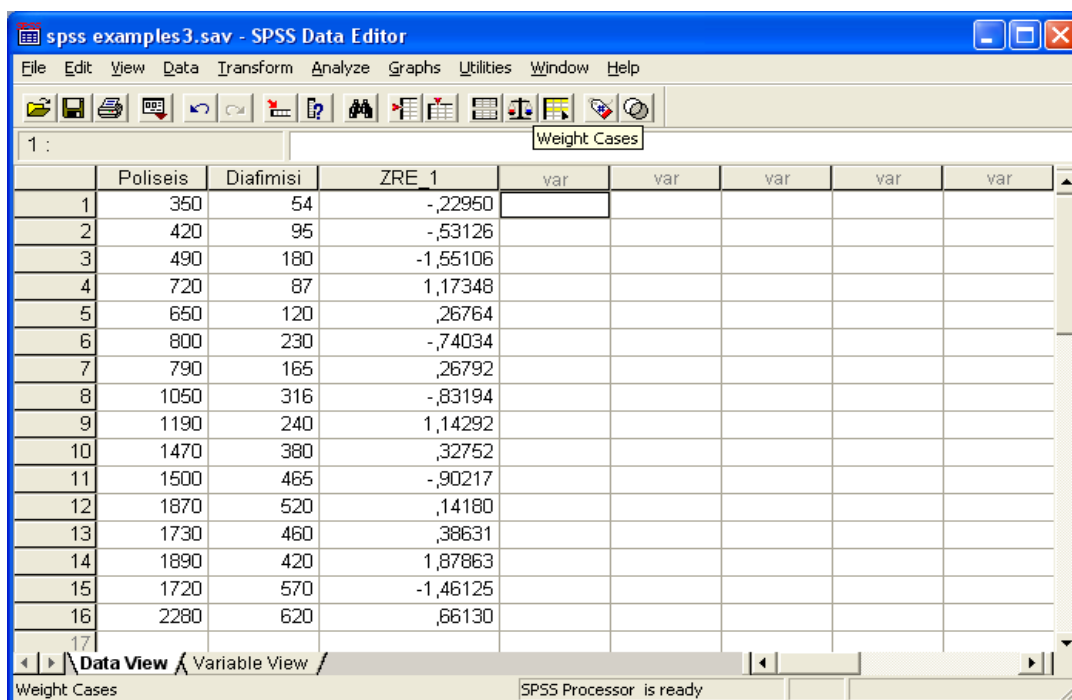 spss examples3.sav - SPSS Data Editor
File Edit View Data Transform Analyze Graphs Utilities Window Help
Weight Cases
1 :
Poliseis Diafimisi ZRE_1 var var var var var
1 350 54 -,22950
2 420 95 -,53126
3 490 180 -1,55106
4 720 87 1,17348
5 650 120 ,26764
6 800 230 -,74034
7 790 165 ,26792
8 1050 316 -,83194
9 1190 240 1,14292
10 1470 380 ,32752
11 1500 465 -,90217
12 1870 520 ,14180
13 1730 460 ,38631
14 1890 420 1,87863
15 1720 570 -1,46125
16 2280 620 ,66130
17
Data View Variable View
Weight Cases SPSS Processor is ready